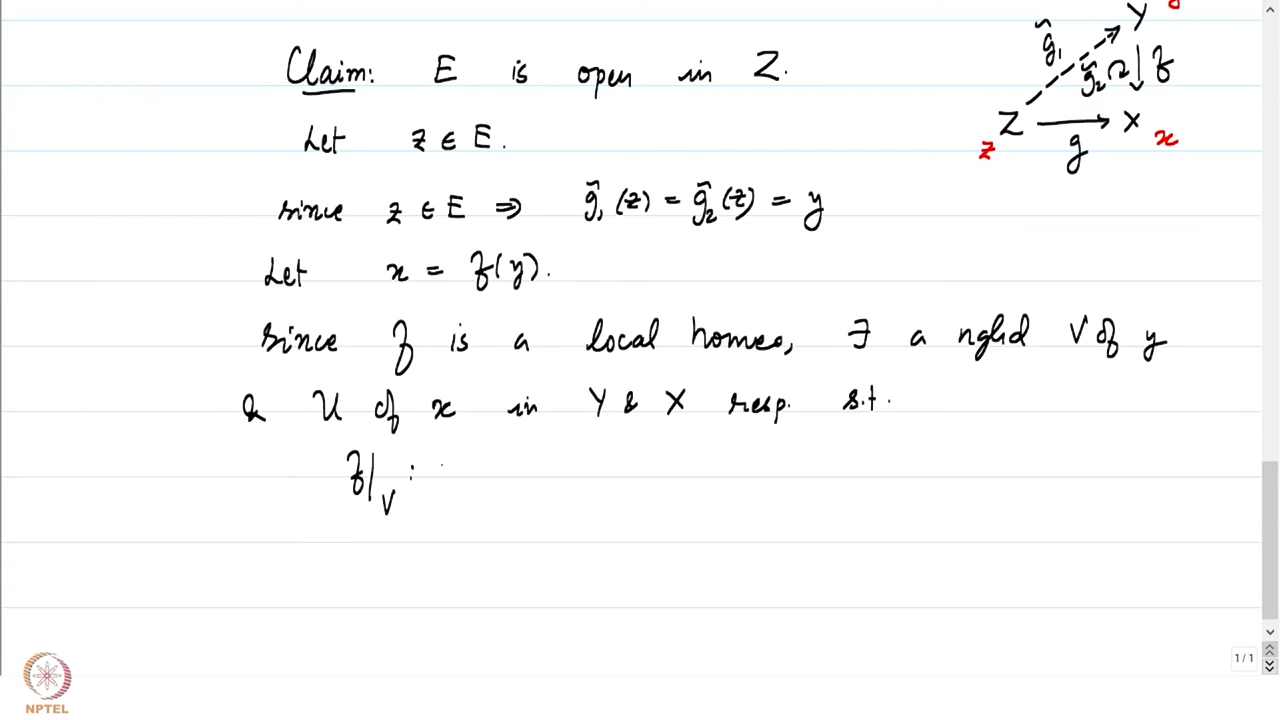 Claim: E is open in Z.
Let z ∈ E.
since z ∈ E ⇒ g̃₁(z) = g̃₂(z) = y
Let x = f(y).
since f is a local homeo, ∃ a nghd V of y
& U of x in Y & X resp. s.t.
f|_V :
Y
g̃₁
g̃₂ f
Z X
z g x
1 / 1
NPTEL